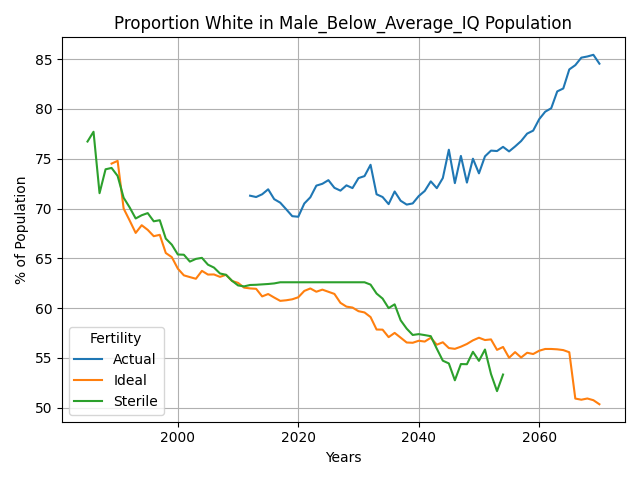 Proportion White in Male_Below_Average_IQ Population
% of Population
85
80
75
70
65
60
55
50
Fertility
Actual
Ideal
Sterile
2000
2020
2040
2060
Years